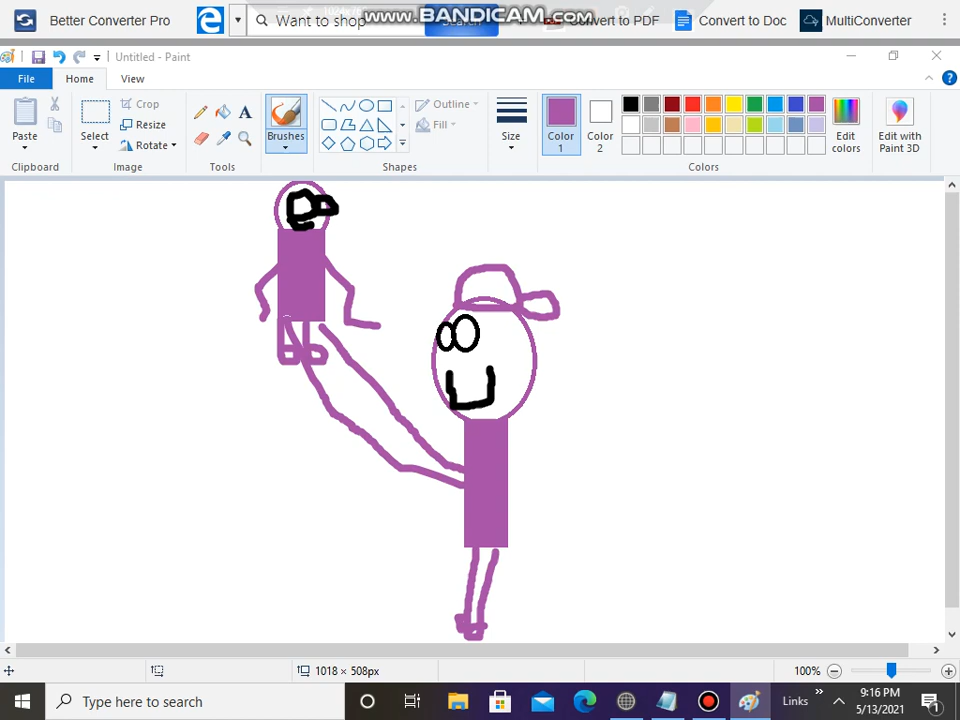 Better Converter Pro
Want to shop
www.BANDICAM.com
Convert to PDF
Convert to Doc
MultiConverter
Untitled - Paint
File
Home
View
Paste
Clipboard
Select
Crop
Resize
Rotate
Image
A
Tools
Brushes
Outline
Fill
Shapes
Size
Color 1
Color 2
Edit colors
Edit with Paint 3D
Colors
1018 × 508px
100%
Type here to search
Links
9:16 PM
5/13/2021
1